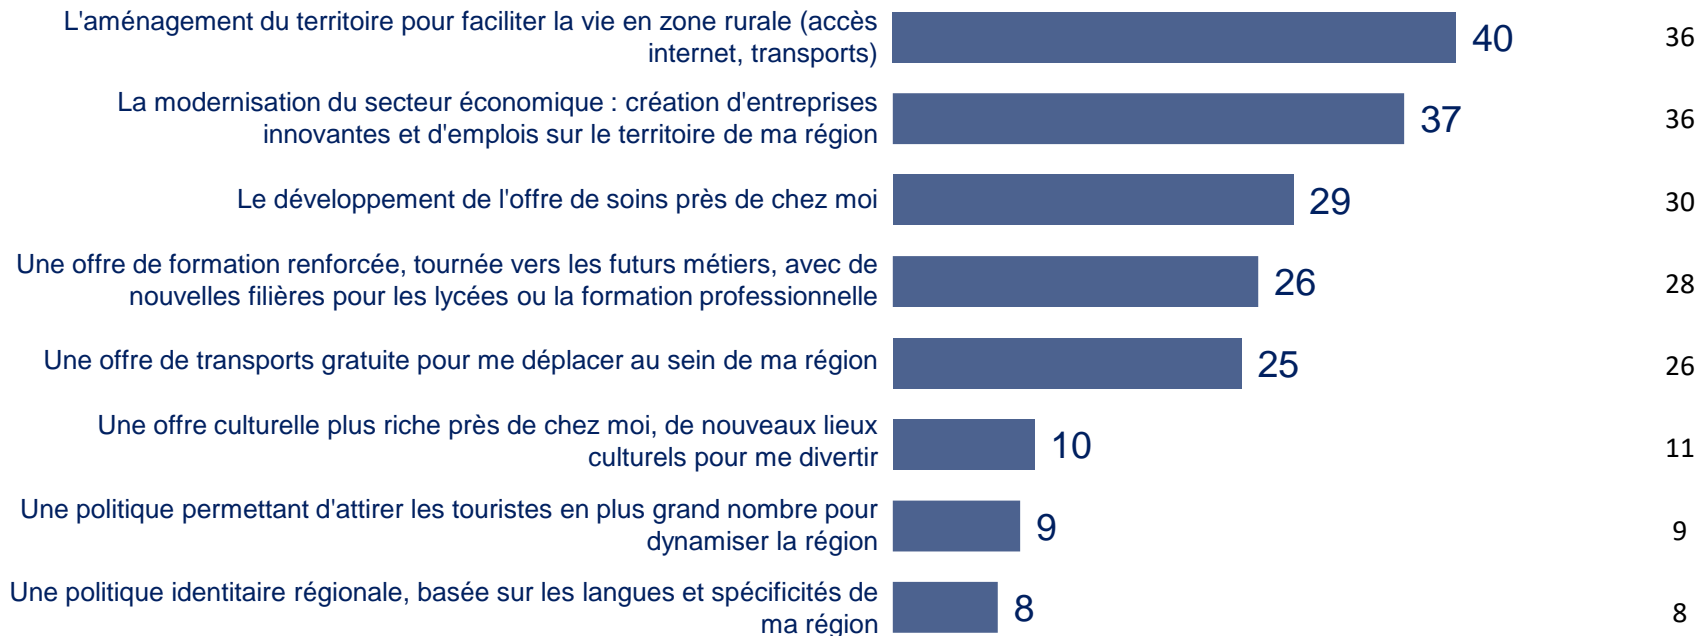 L'aménagement du territoire pour faciliter la vie en zone rurale (accès
internet, transports)
40
36
La modernisation du secteur économique : création d'entreprises
innovantes et d'emplois sur le territoire de ma région
37
36
Le développement de l'offre de soins près de chez moi
29
30
Une offre de formation renforcée, tournée vers les futurs métiers, avec de
nouvelles filières pour les lycées ou la formation professionnelle
26
28
Une offre de transports gratuite pour me déplacer au sein de ma région
25
26
Une offre culturelle plus riche près de chez moi, de nouveaux lieux
culturels pour me divertir
10
11
Une politique permettant d'attirer les touristes en plus grand nombre pour
dynamiser la région
9
9
Une politique identitaire régionale, basée sur les langues et spécificités de
ma région
8
8